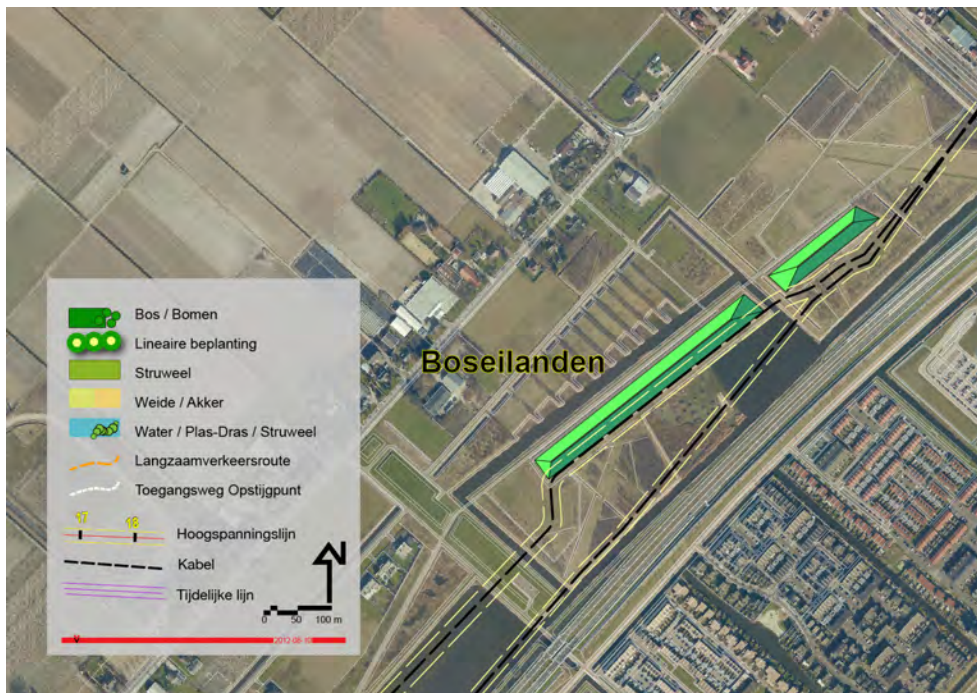 Boseilanden
Bos / Bomen
Lineaire beplanting
Struweel
Weide / Akker
Water / Plas-Dras / Struweel
Langzaamverkeersroute
Toegangsweg Opstijgpunt
17 18
Hoogspanningslijn
Kabel
Tijdelijke lijn
N
0 50 100 m